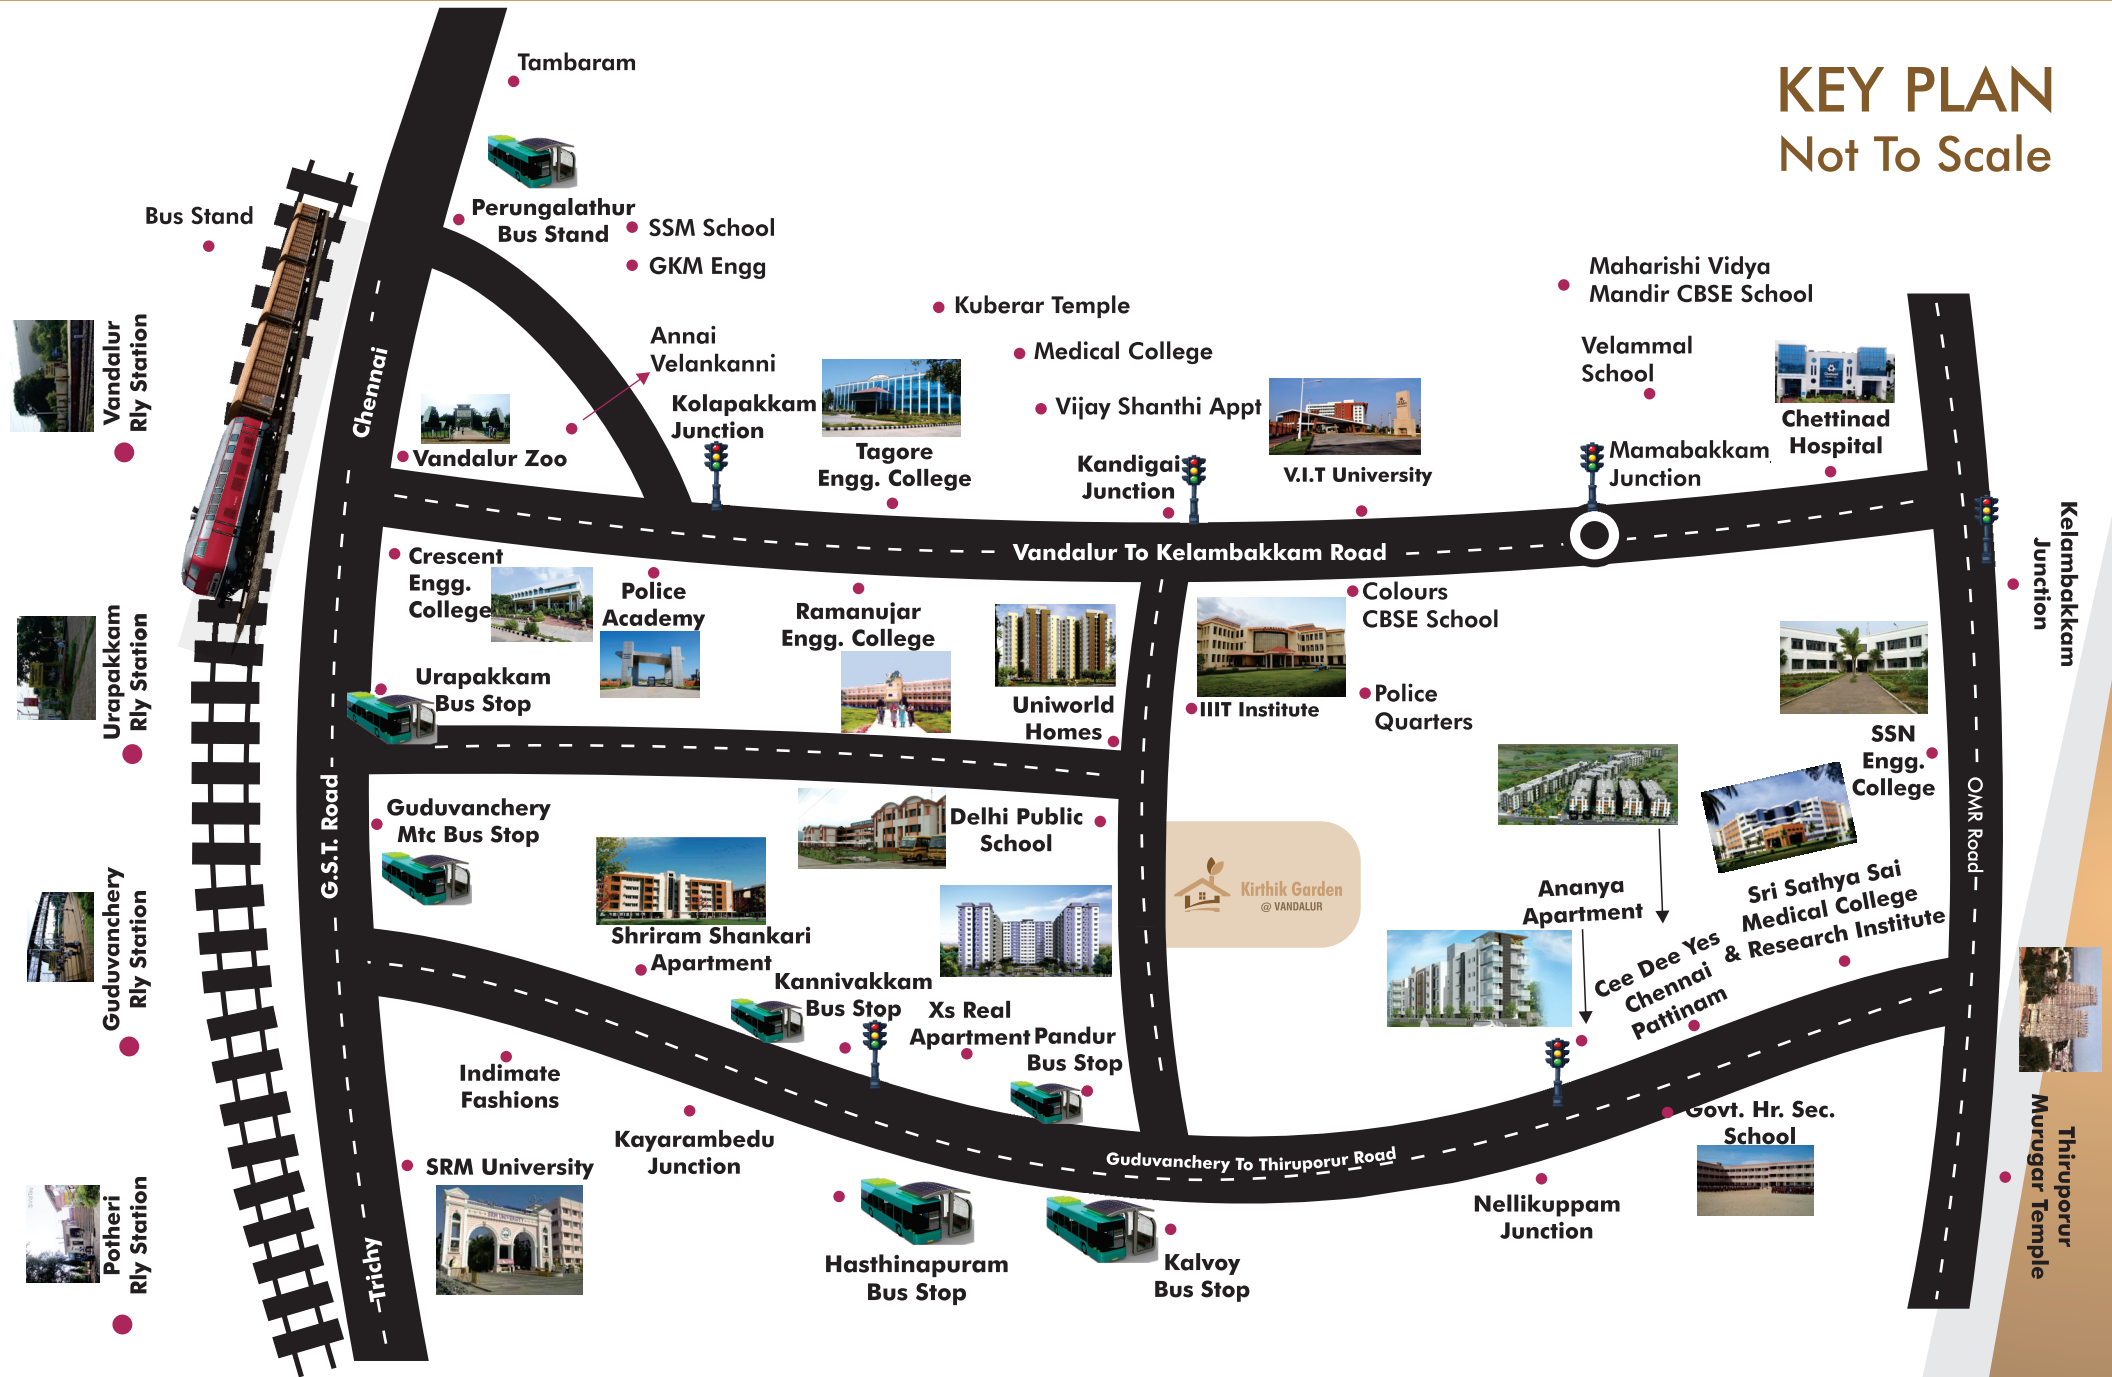 KEY PLAN
Not To Scale
Tambaram
Perungalathur
Bus Stand
Bus Stand
SSM School
GKM Engg
Kuberar Temple
Maharishi Vidya
Mandir CBSE School
Annai
Velankanni
Medical College
Velammal
School
Vandalur
Rly Station
Chennai
Kolapakkam
Junction
Vijay Shanthi Appt
Chettinad
Hospital
Vandalur Zoo
Tagore
Engg. College
Kandigai
Junction
V.I.T University
Mamabakkam
Junction
Vandalur To Kelambakkam Road
Kelambakkam
Junction
Crescent
Engg.
College
Police
Academy
Ramanujar
Engg. College
Colours
CBSE School
Urapakkam
Rly Station
Urapakkam
Bus Stop
Uniworld
Homes
IIIT Institute
Police
Quarters
SSN
Engg.
College
G.S.T. Road
OMR Road
Guduvanchery
Mtc Bus Stop
Delhi Public
School
Kirthik Garden
@ VANDALUR
Ananya
Apartment
Sri Sathya Sai
Medical College
& Research Institute
Cee Dee Yes
Chennai
Pattinam
Guduvanchery
Rly Station
Shriram Shankari
Apartment
Kannivakkam
Bus Stop
Xs Real
Apartment
Pandur
Bus Stop
Indimate
Fashions
Kayarambedu
Junction
Guduvanchery To Thiruporur Road
Govt. Hr. Sec.
School
SRM University
Potheri
Rly Station
Trichy
Hasthinapuram
Bus Stop
Kalvoy
Bus Stop
Nellikuppam
Junction
Thiruporur
Murugar Temple